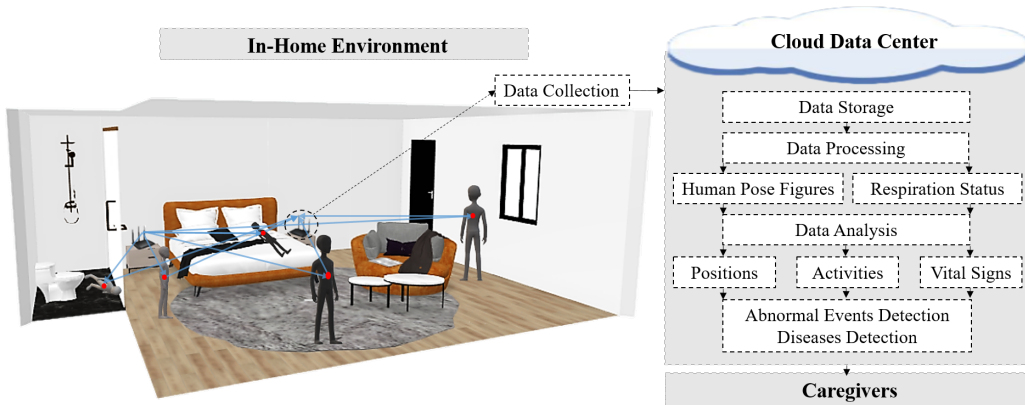 In-Home Environment
Data Collection
Cloud Data Center
Data Storage
Data Processing
Human Pose Figures
Respiration Status
Data Analysis
Positions
Activities
Vital Signs
Abnormal Events Detection
Diseases Detection
Caregivers